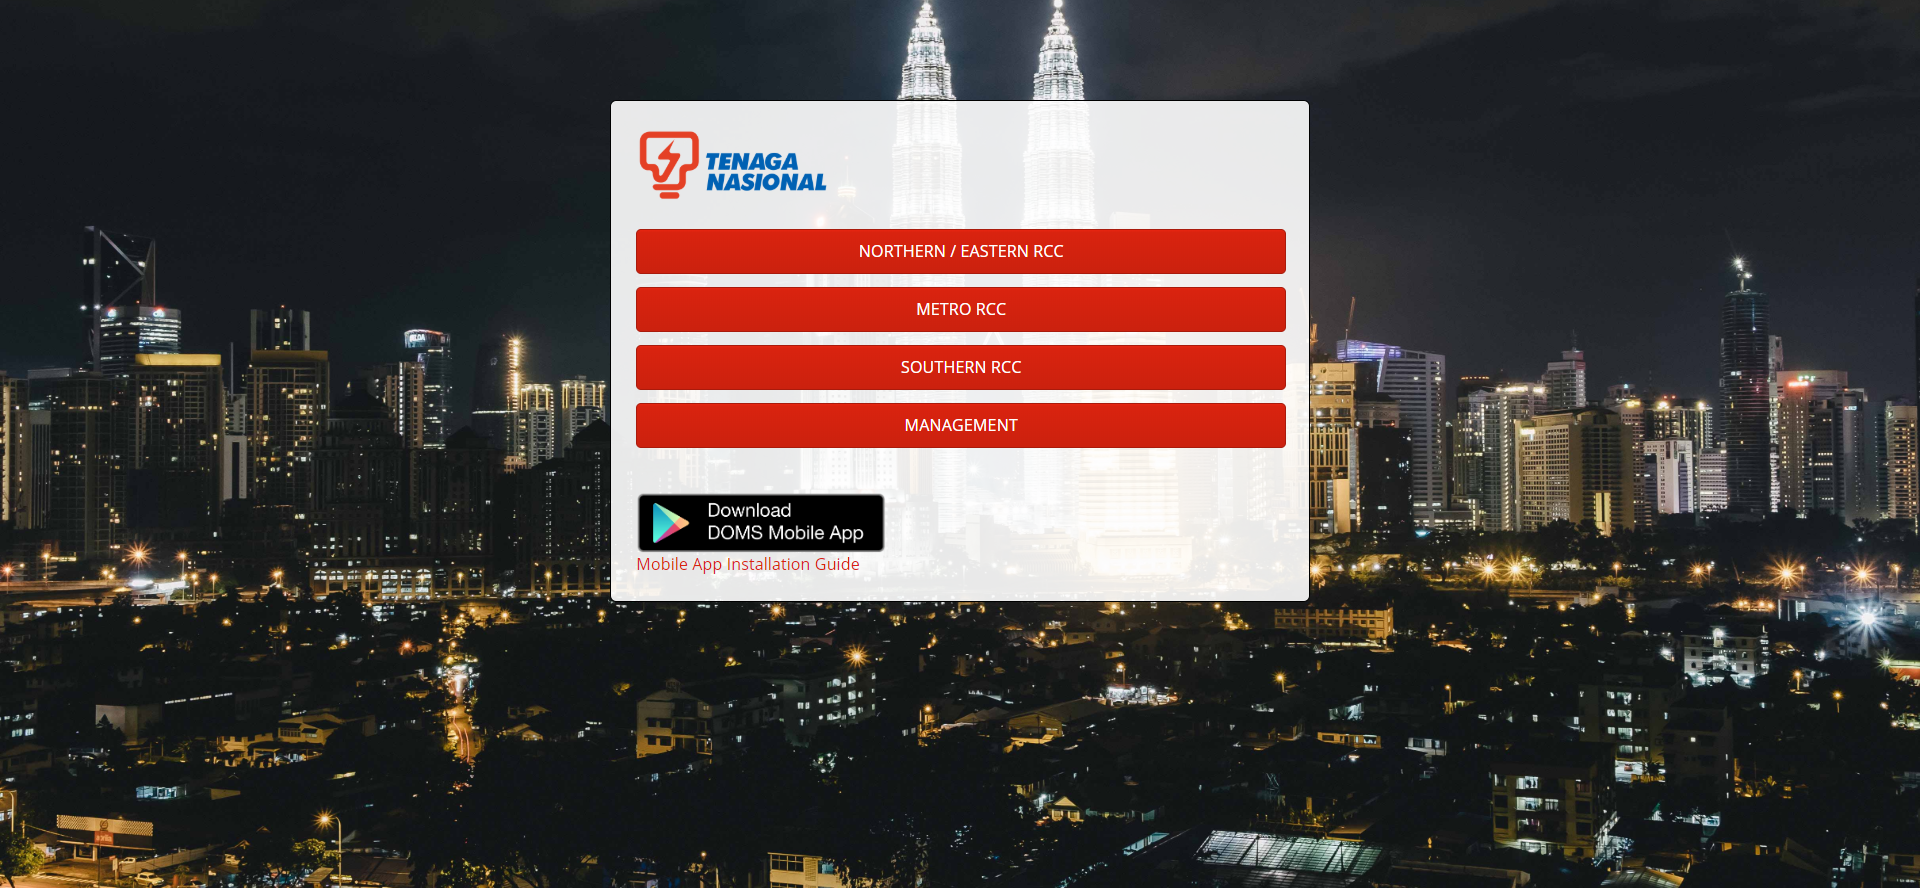 TENAGA
NASIONAL
NORTHERN / EASTERN RCC
METRO RCC
SOUTHERN RCC
MANAGEMENT
Download
DOMS Mobile App
Mobile App Installation Guide